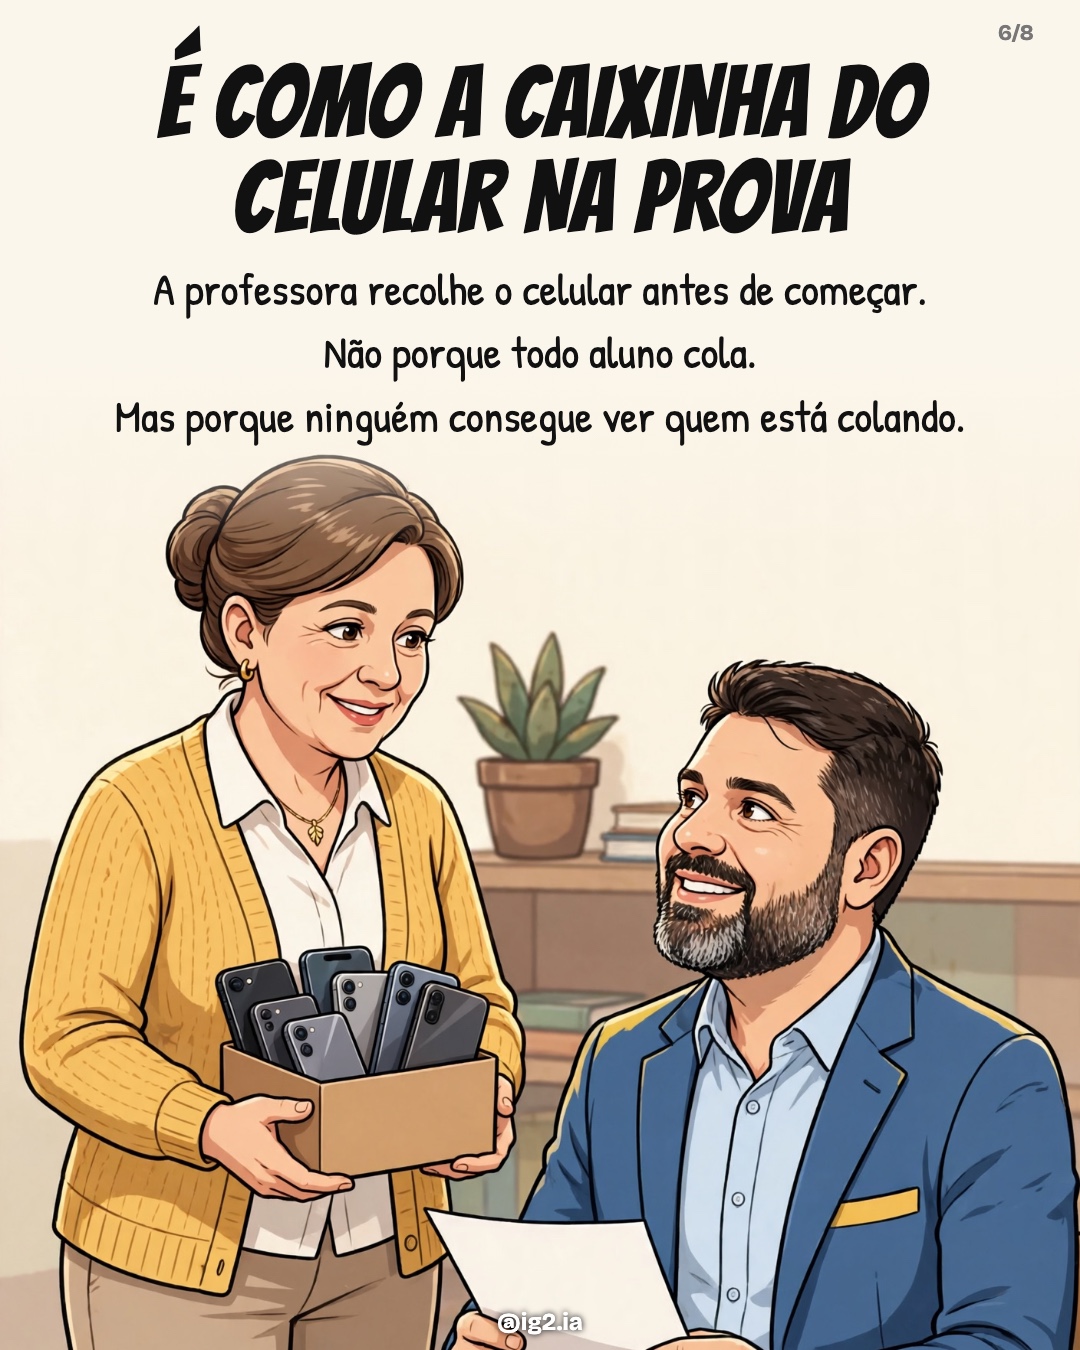 6/8
É COMO A CAIXINHA DO
CELULAR NA PROVA
A professora recolhe o celular antes de começar.
Não porque todo aluno cola.
Mas porque ninguém consegue ver quem está colando.
@ig2.ia